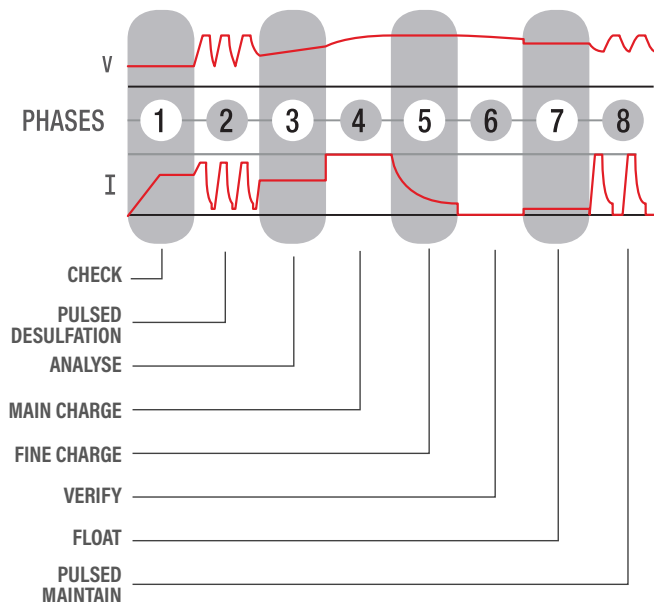 V
PHASES 1 2 3 4 5 6 7 8
I
CHECK
PULSED
DESULFATION
ANALYSE
MAIN CHARGE
FINE CHARGE
VERIFY
FLOAT
PULSED
MAINTAIN